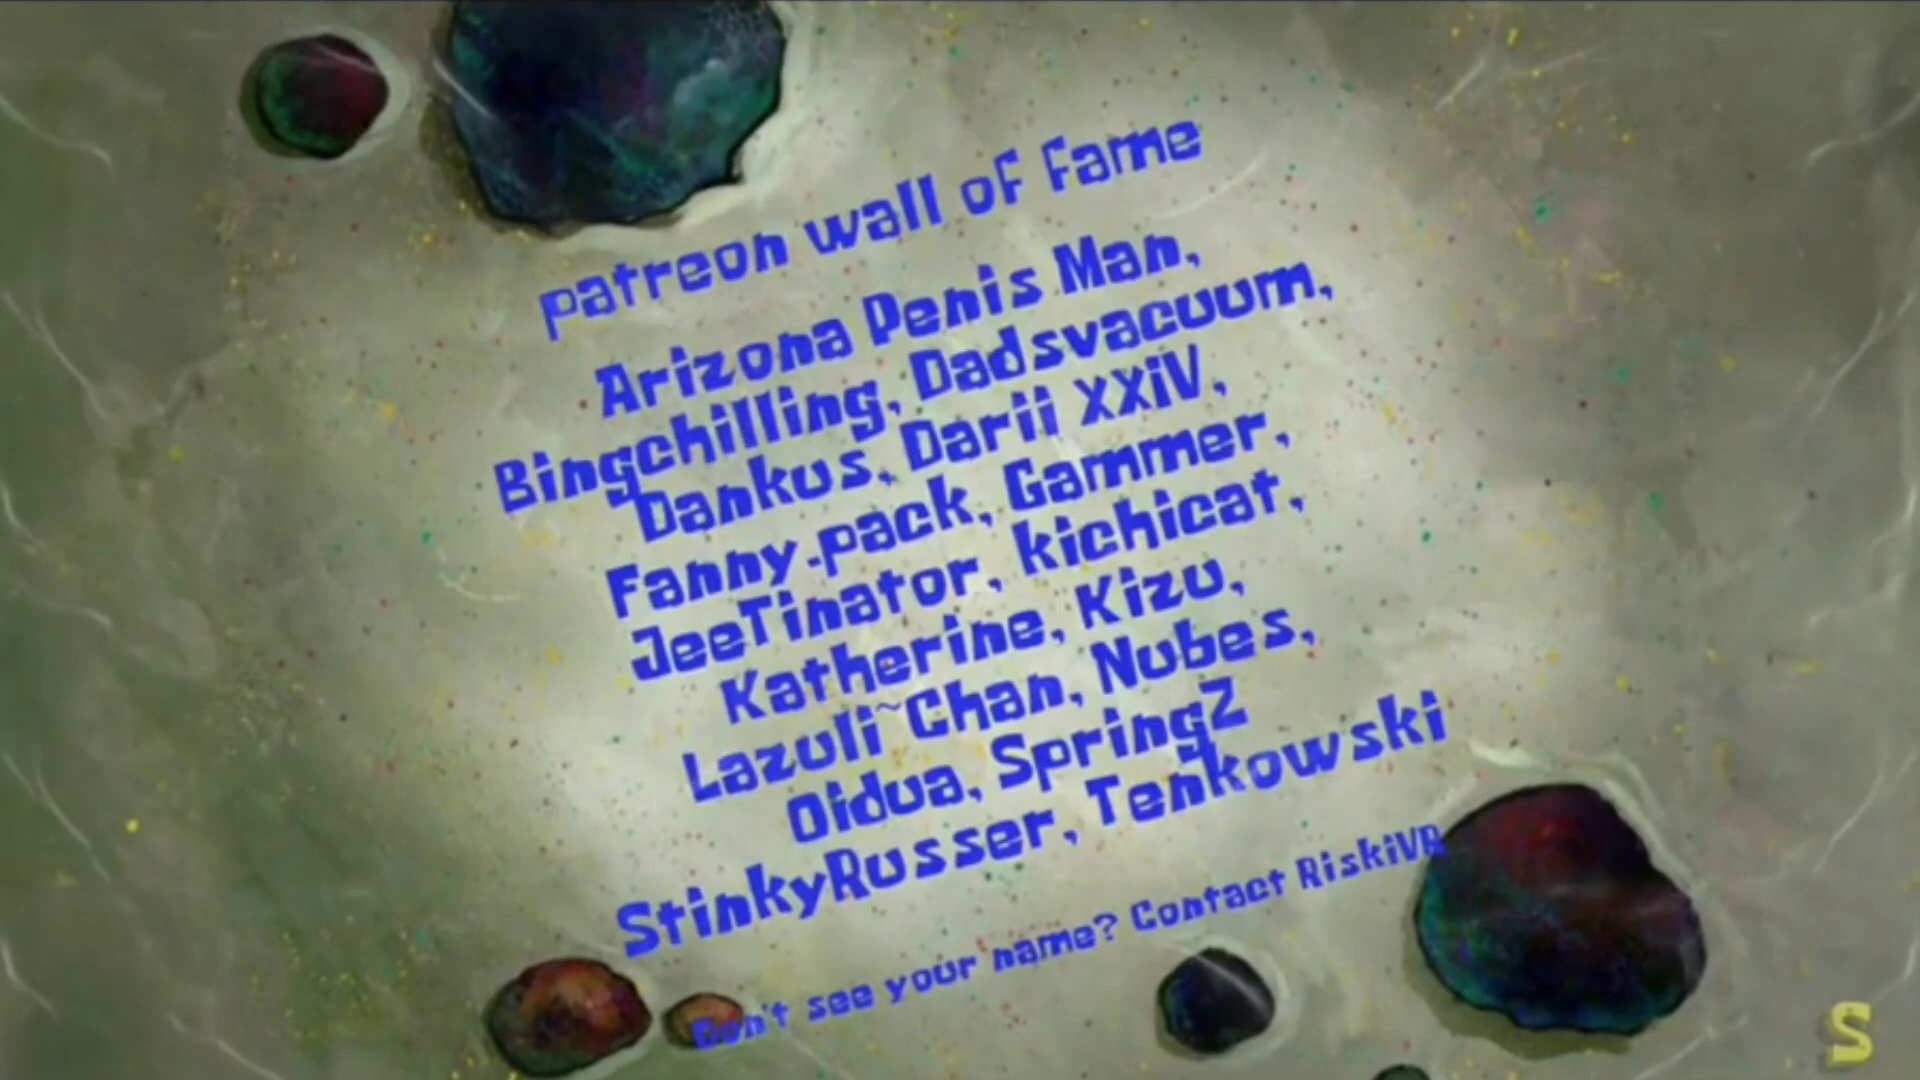 patreon wall of fame
Arizona Penis Man,
Bingchilling, Dadsvacuum,
Dankus, Darii XXiV,
Fanny-pack, Gammer,
JeeTinator, kichicat,
Katherine, Kizu,
Lazuli~Chan, Nubes,
Oidua, SpringZ
StinkyRusser, Tenkowski
Don't see your name? Contact RiskiVR
S